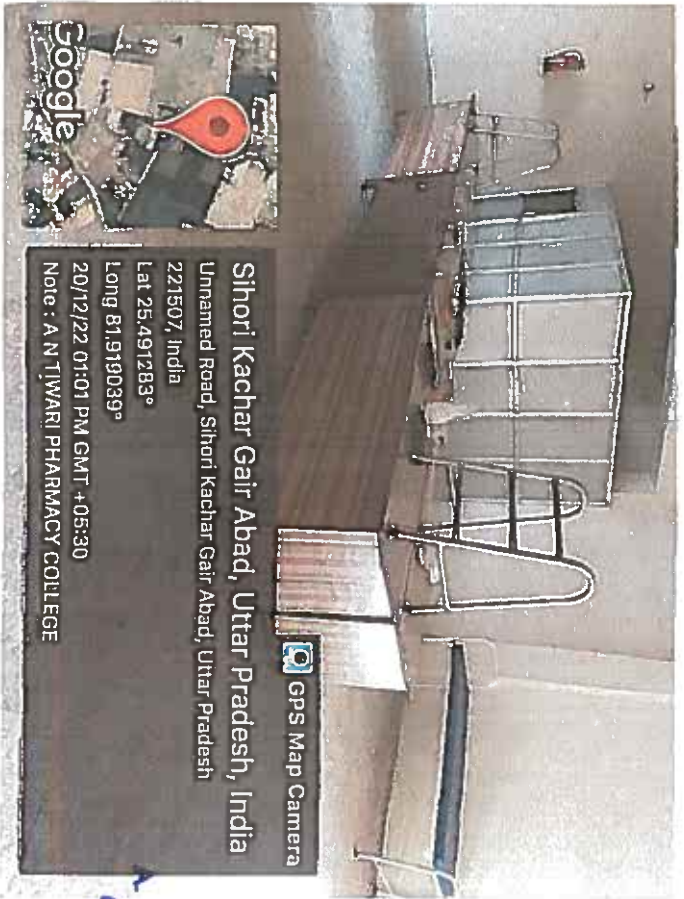 Google
GPS Map Camera
Sihori Kachar Gair Abad, Uttar Pradesh, India
Unnamed Road, Sihori Kachar Gair Abad, Uttar Pradesh
221507, India
Lat 25.491283°
Long 81.919039°
20/12/22 01:01 PM GMT +05:30
Note : A N TIWARI PHARMACY COLLEGE